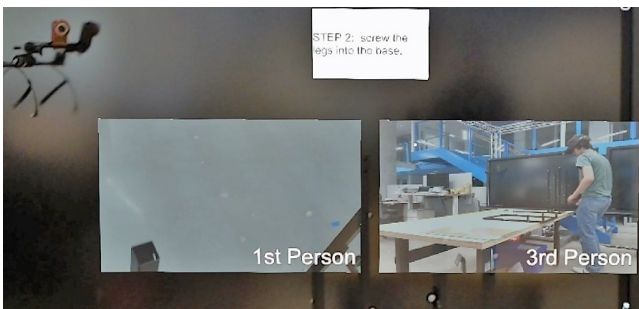 STEP 2: screw the
legs into the base.
1st Person
3rd Person